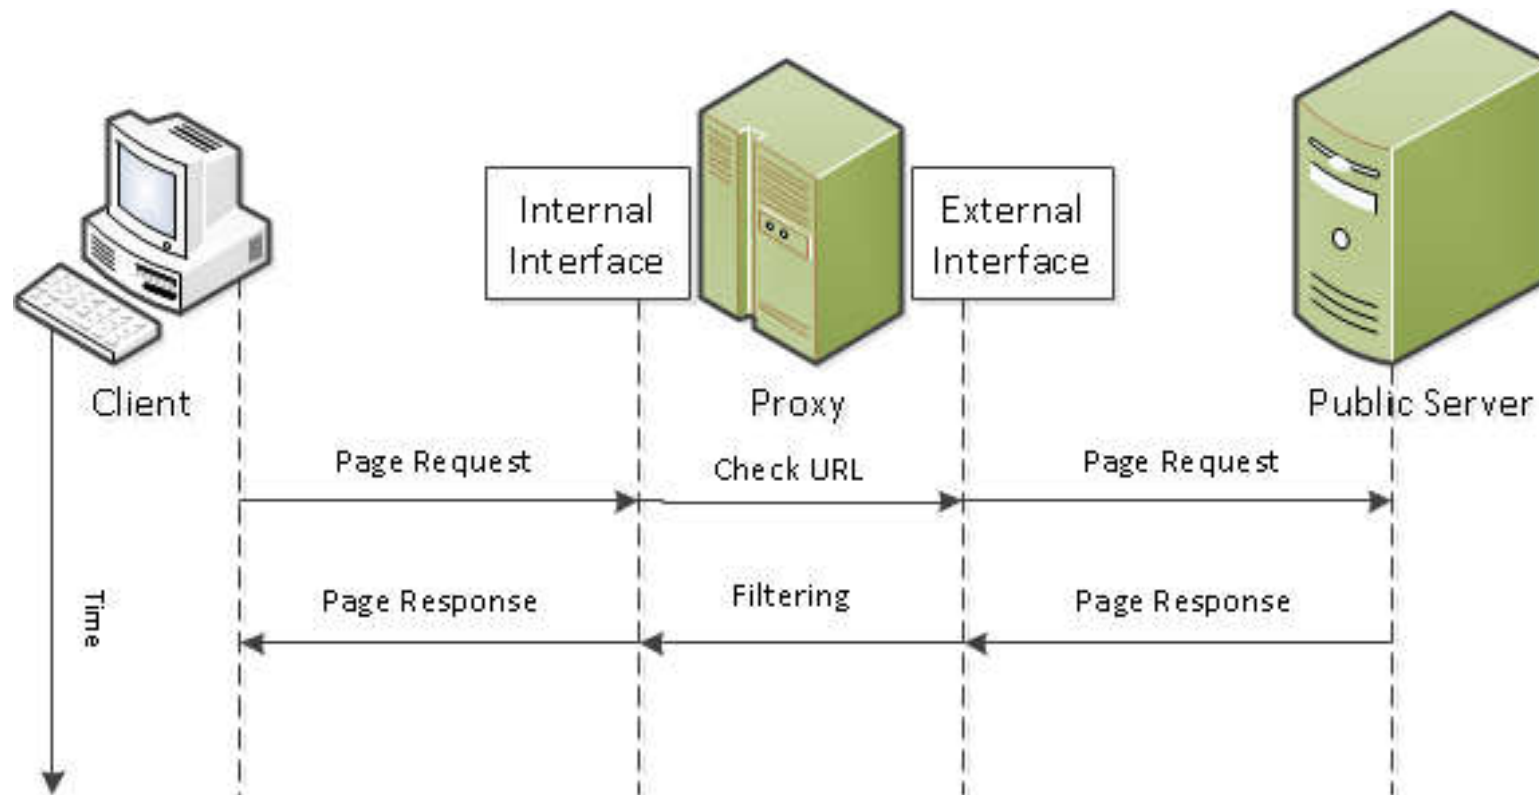 Internal
Interface
External
Interface
Client
Proxy
Public Server
Page Request
Check URL
Page Request
Time
Page Response
Filtering
Page Response